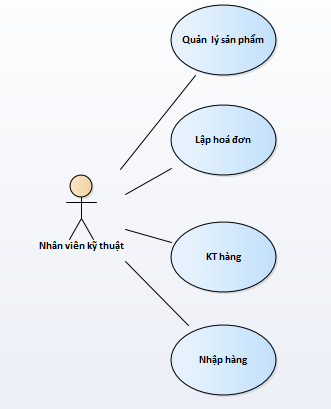 Quản lý sản phẩm
Lập hoá đơn
Nhân viên kỹ thuật
KT hàng
Nhập hàng